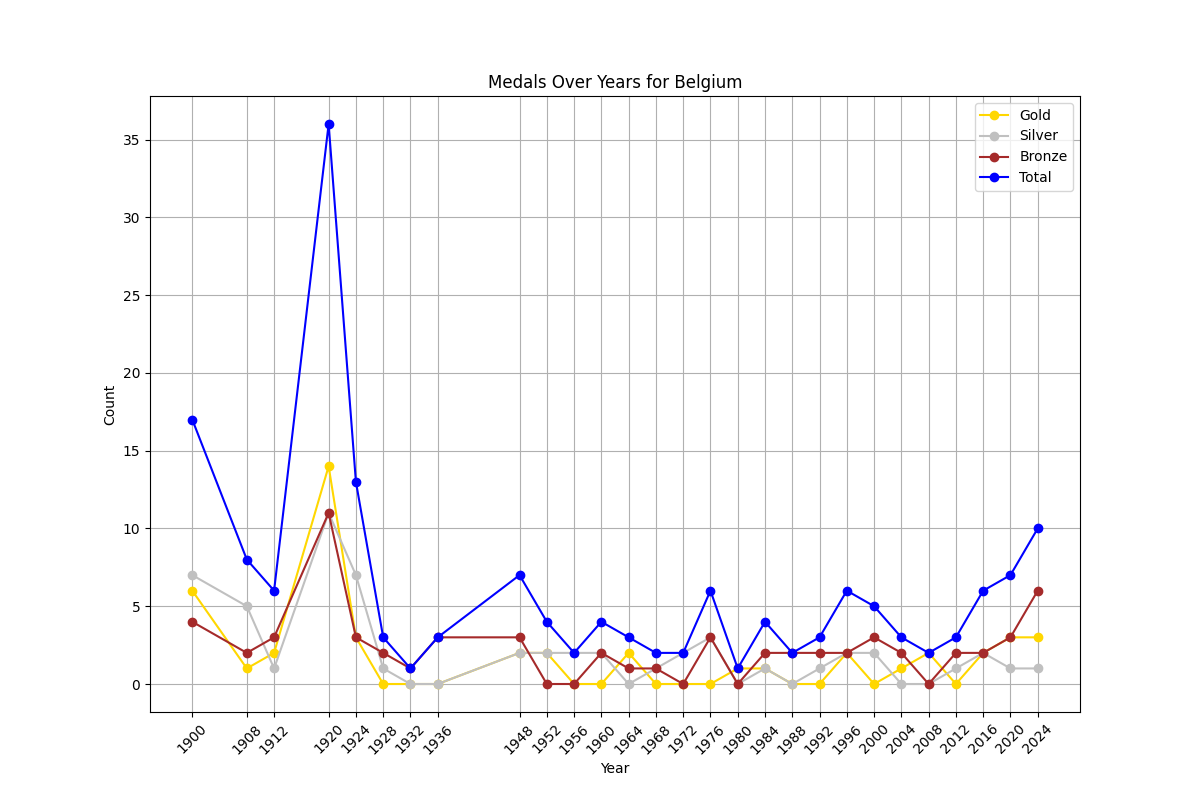 Medals Over Years for Belgium
Gold
Silver
Bronze
Total
Count
35
30
25
20
15
10
5
0
1900 1908 1912 1920 1924 1928 1932 1936 1948 1952 1956 1960 1964 1968 1972 1976 1980 1984 1988 1992 1996 2000 2004 2008 2012 2016 2020 2024
Year